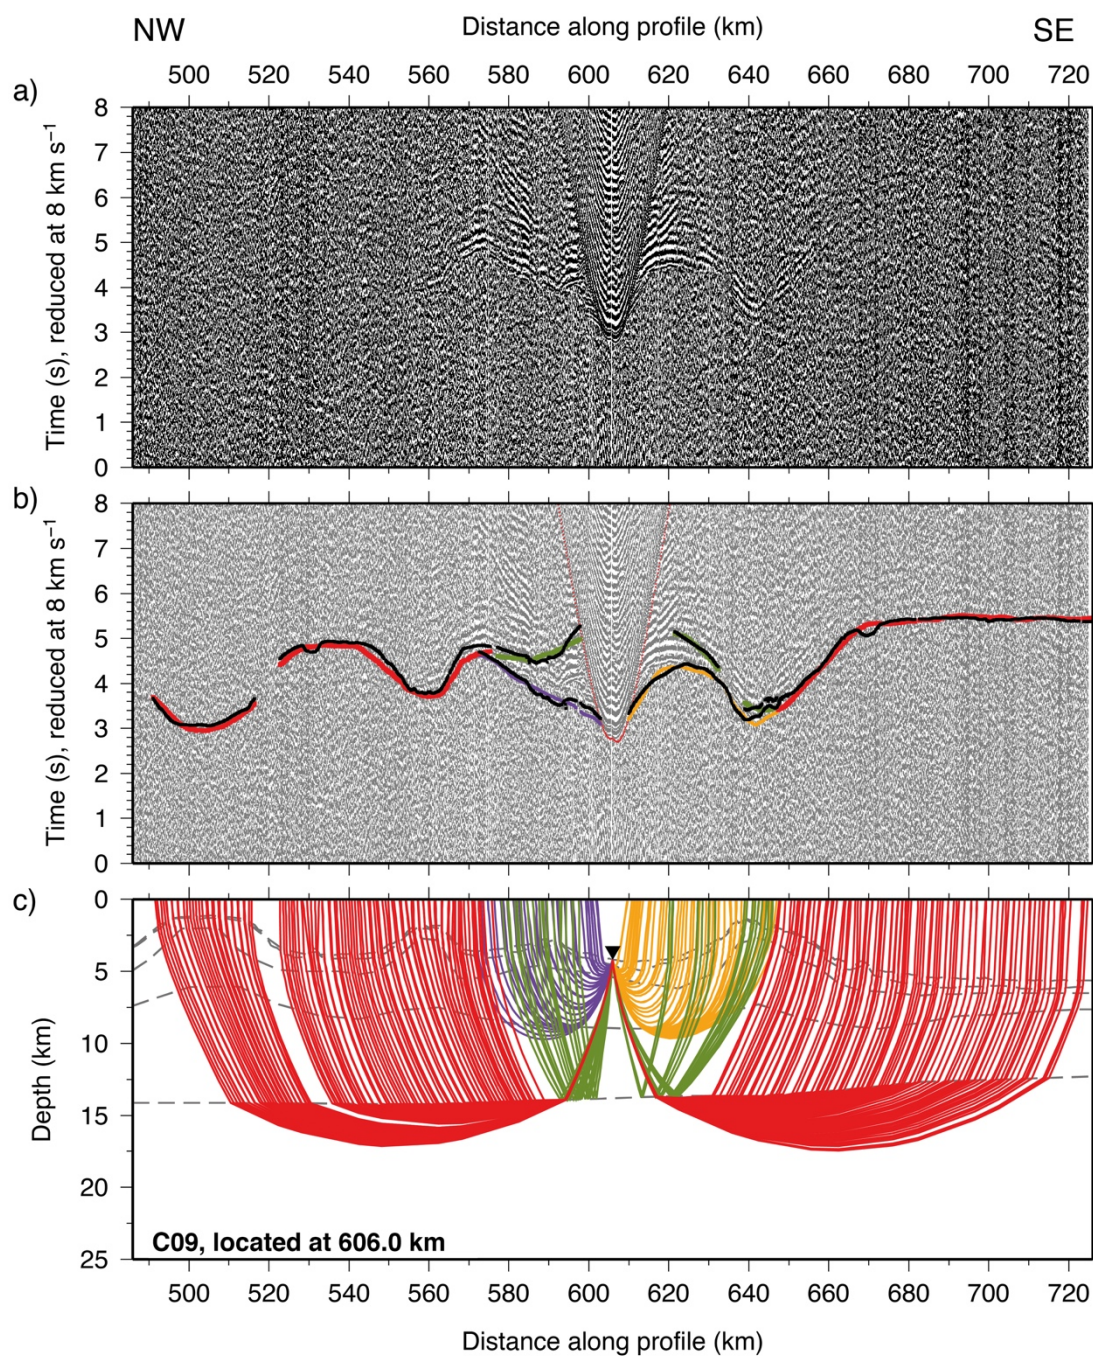 NW Distance along profile (km) SE
500 520 540 560 580 600 620 640 660 680 700 720
a)
8
7
6
5
4
3
2
1
0
Time (s), reduced at 8 km s⁻¹
b)
8
7
6
5
4
3
2
1
0
Time (s), reduced at 8 km s⁻¹
c)
0
5
10
15
20
25
Depth (km)
C09, located at 606.0 km
500 520 540 560 580 600 620 640 660 680 700 720
Distance along profile (km)